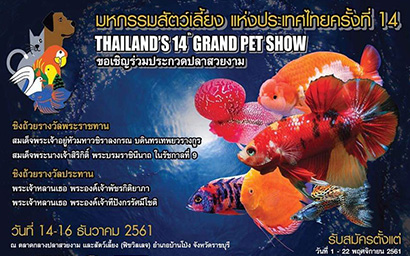 มหกรรมสัตว์เลี้ยง แห่งประเทศไทยครั้งที่ 14
THAILAND'S 14th GRAND PET SHOW
ขอเชิญร่วมประกวดปลาสวยงาม
ชิงถ้วยรางวัลพระราชทาน
สมเด็จพระเจ้าอยู่หัวมหาวชิราลงกรณ บดินทรเทพยวรางกูร
สมเด็จพระนางเจ้าสิริกิติ์ พระบรมราชินีนาถ ในรัชกาลที่ 9
ชิงถ้วยรางวัลประทาน
พระเจ้าหลานเธอ พระองค์เจ้าพัชรกิติยาภา
พระเจ้าหลานเธอ พระองค์เจ้าทีปังกรรัศมีโชติ
วันที่ 14-16 ธันวาคม 2561
ณ ตลาดกลางปลาสวยงาม และสัตว์เลี้ยง (พิชวิลเลจ) อำเภอบ้านโป่ง จังหวัดราชบุรี
รับสมัครตั้งแต่
วันที่ 1 - 22 พฤศจิกายน 2561